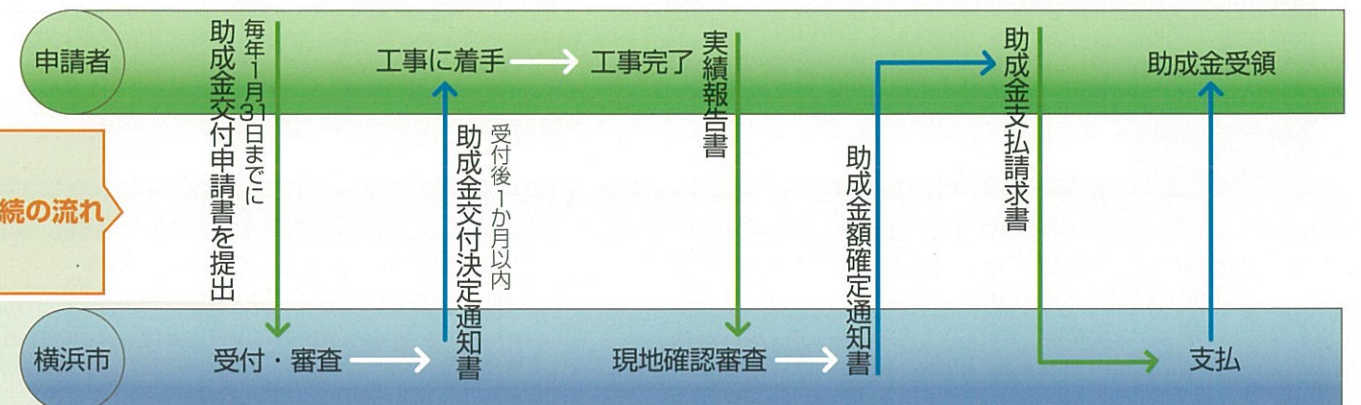 申請者
毎年1月31日までに
助成金交付申請書を提出
工事に着手
工事完了
実績報告書
助成金支払請求書
助成金受領
受付後1か月以内
助成金交付決定通知書
助成金額確定通知書
続の流れ
横浜市
受付・審査
現地確認審査
支払